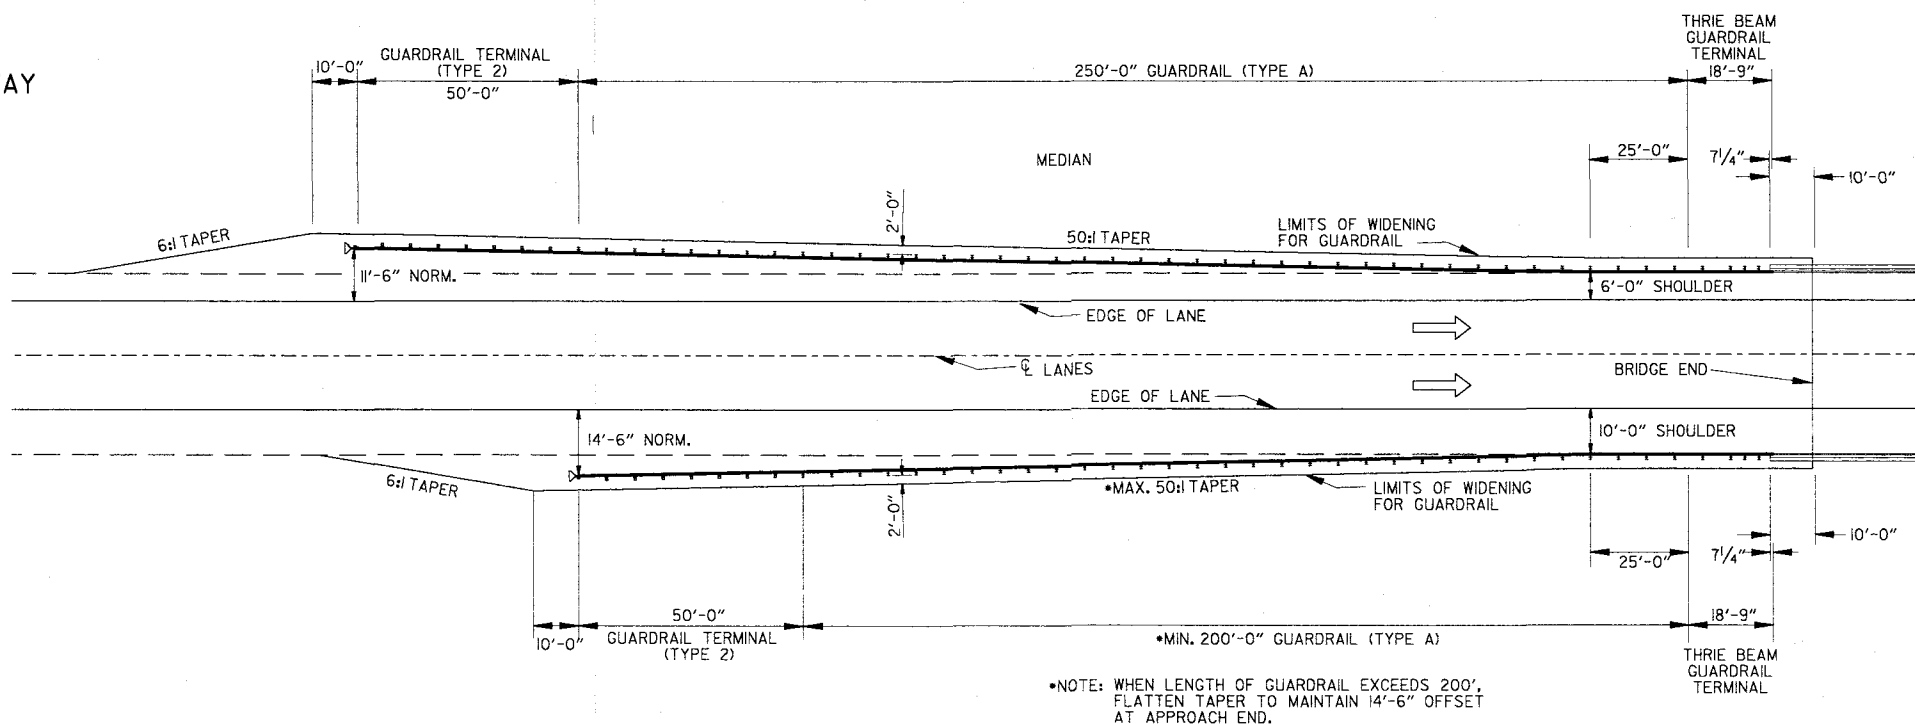 THRIE BEAM
GUARDRAIL
TERMINAL
18'-9"
GUARDRAIL TERMINAL
(TYPE 2)
10'-0"
50'-0"
250'-0" GUARDRAIL (TYPE A)
AY
MEDIAN
25'-0"
7 1/4"
10'-0"
2'-0"
6:1 TAPER
50:1 TAPER
LIMITS OF WIDENING
FOR GUARDRAIL
11'-6" NORM.
6'-0" SHOULDER
EDGE OF LANE
℄ LANES
BRIDGE END
EDGE OF LANE
14'-6" NORM.
10'-0" SHOULDER
6:1 TAPER
2'-0"
•MAX. 50:1 TAPER
LIMITS OF WIDENING
FOR GUARDRAIL
10'-0"
25'-0"
7 1/4"
50'-0"
10'-0"
GUARDRAIL TERMINAL
(TYPE 2)
•MIN. 200'-0" GUARDRAIL (TYPE A)
18'-9"
THRIE BEAM
GUARDRAIL
TERMINAL
•NOTE: WHEN LENGTH OF GUARDRAIL EXCEEDS 200',
FLATTEN TAPER TO MAINTAIN 14'-6" OFFSET
AT APPROACH END.